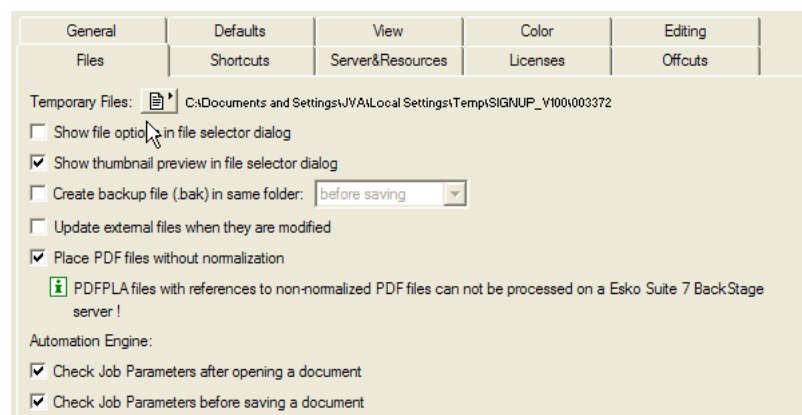 General Defaults View Color Editing
Files Shortcuts Server&Resources Licenses Offcuts
Temporary Files: C:\Documents and Settings\JVA\Local Settings\Temp\SIGNUP_V100\003372
Show file options in file selector dialog
Show thumbnail preview in file selector dialog
Create backup file (.bak) in same folder: before saving
Update external files when they are modified
Place PDF files without normalization
PDFPLA files with references to non-normalized PDF files can not be processed on a Esko Suite 7 BackStage
server !
Automation Engine:
Check Job Parameters after opening a document
Check Job Parameters before saving a document